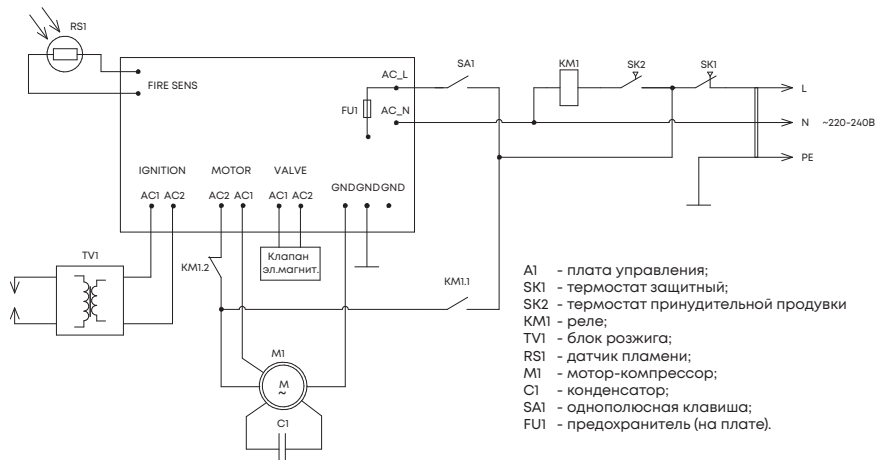 RS1
FIRE SENS
AC_L
FU1
AC_N
SA1
KM1
SK2
SK1
L
N ~220-240В
PE
IGNITION MOTOR VALVE
AC1 AC2 AC2 AC1 AC1 AC2 GND GND GND
TV1
KM1.2
Клапан
эл.магнит.
KM1.1
M1
M
~
C1
A1 - плата управления;
SK1 - термостат защитный;
SK2 - термостат принудительной продувки
KM1 - реле;
TV1 - блок розжига;
RS1 - датчик пламени;
M1 - мотор-компрессор;
C1 - конденсатор;
SA1 - однополюсная клавиша;
FU1 - предохранитель (на плате).